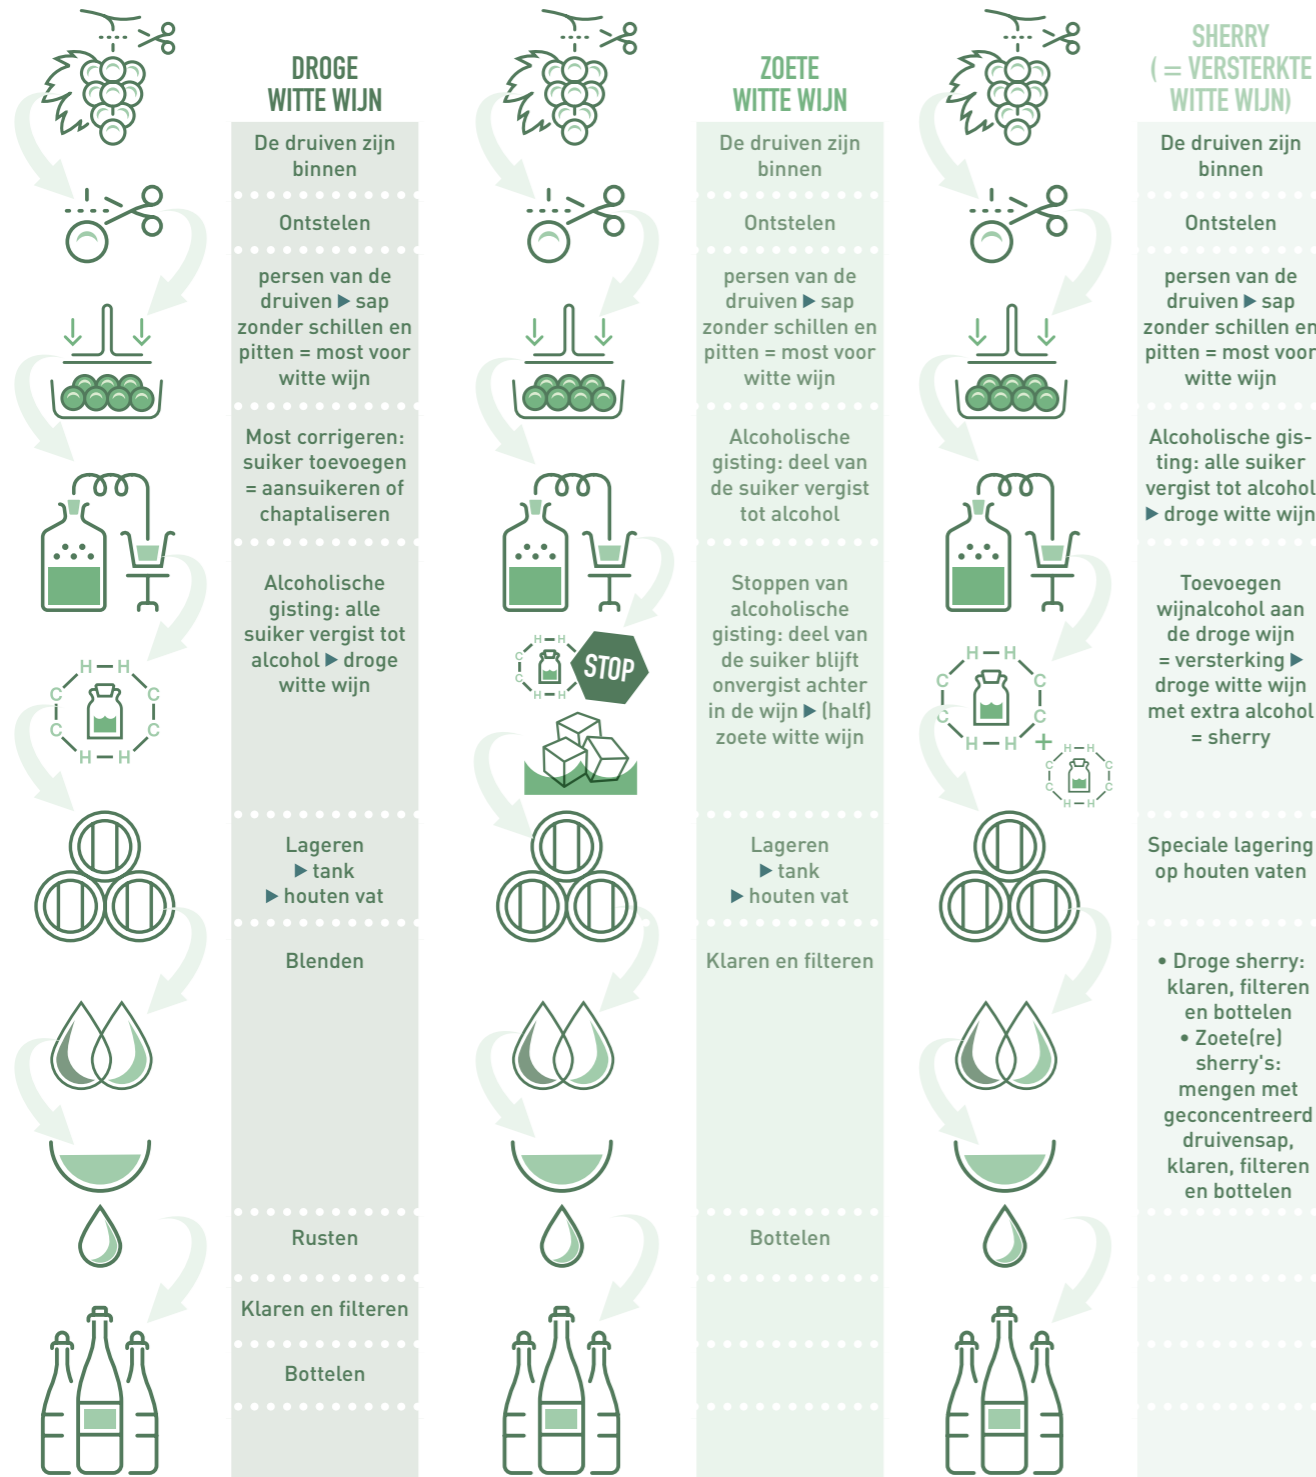 DROGE
WITTE WIJN
De druiven zijn
binnen
Ontstelen
persen van de
druiven ▶ sap
zonder schillen en
pitten = most voor
witte wijn
Most corrigeren:
suiker toevoegen
= aansuikeren of
chaptaliseren
Alcoholische
gisting: alle
suiker vergist tot
alcohol ▶ droge
witte wijn
H H
C C
C C
H H
Lageren
▶ tank
▶ houten vat
Blenden
Rusten
Klaren en filteren
Bottelen
ZOETE
WITTE WIJN
De druiven zijn
binnen
Ontstelen
persen van de
druiven ▶ sap
zonder schillen en
pitten = most voor
witte wijn
Alcoholische
gisting: deel van
de suiker vergist
tot alcohol
Stoppen van
alcoholische
gisting: deel van
de suiker blijft
onvergist achter
in de wijn ▶ (half)
zoete witte wijn
H H
C
C
H H
STOP
Lageren
▶ tank
▶ houten vat
Klaren en filteren
Bottelen
SHERRY
( = VERSTERKTE
WITTE WIJN)
De druiven zijn
binnen
Ontstelen
persen van de
druiven ▶ sap
zonder schillen en
pitten = most voor
witte wijn
Alcoholische gis-
ting: alle suiker
vergist tot alcohol
▶ droge witte wijn
Toevoegen
wijnalcohol aan
de droge wijn
= versterking ▶
droge witte wijn
met extra alcohol
= sherry
H H
C C
C C
H H +
H H
C C
C C
H H
Speciale lagering
op houten vaten
• Droge sherry:
klaren, filteren
en bottelen
• Zoete(re)
sherry's:
mengen met
geconcentreerd
druivensap,
klaren, filteren
en bottelen